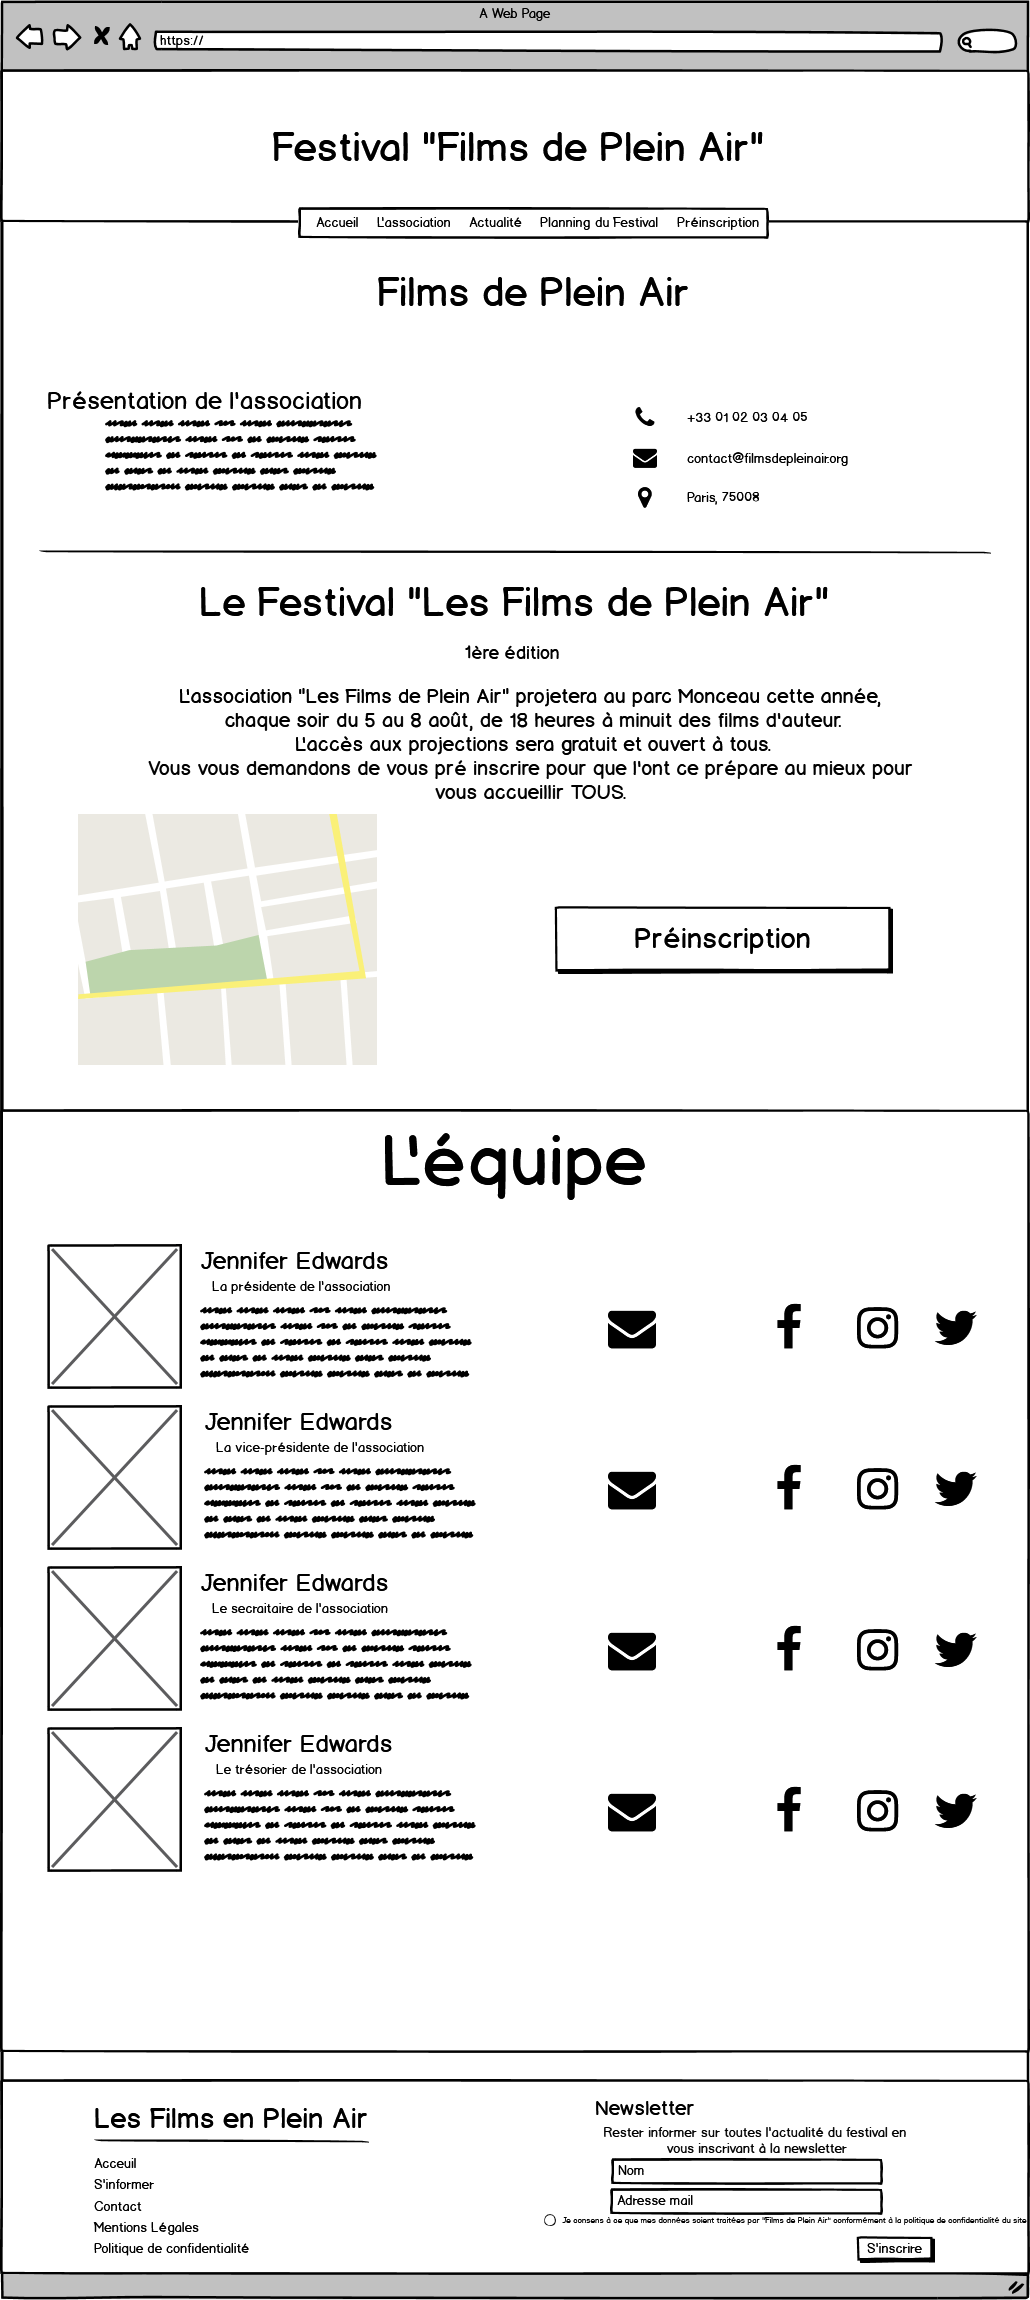 A Web Page
https://
Festival "Films de Plein Air"
Accueil L'association Actualité Planning du Festival Préinscription
Films de Plein Air
Présentation de l'association
+33 01 02 03 04 05
contact@filmsdepleinair.org
Paris, 75008
Le Festival "Les Films de Plein Air"
1ère édition
L'association "Les Films de Plein Air" projetera au parc Monceau cette année,
chaque soir du 5 au 8 août, de 18 heures à minuit des films d'auteur.
L'accès aux projections sera gratuit et ouvert à tous.
Vous vous demandons de vous pré inscrire pour que l'ont ce prépare au mieux pour
vous accueillir TOUS.
Préinscription
L'équipe
Jennifer Edwards
La présidente de l'association
Jennifer Edwards
La vice-présidente de l'association
Jennifer Edwards
Le secraitaire de l'association
Jennifer Edwards
Le trésorier de l'association
Les Films en Plein Air
Acceuil
S'informer
Contact
Mentions Légales
Politique de confidentialité
Newsletter
Rester informer sur toutes l'actualité du festival en
vous inscrivant à la newsletter
Nom
Adresse mail
Je consens à ce que mes données soient traitées par "Films de Plein Air" conformément à la politique de confidentialité du site
S'inscrire